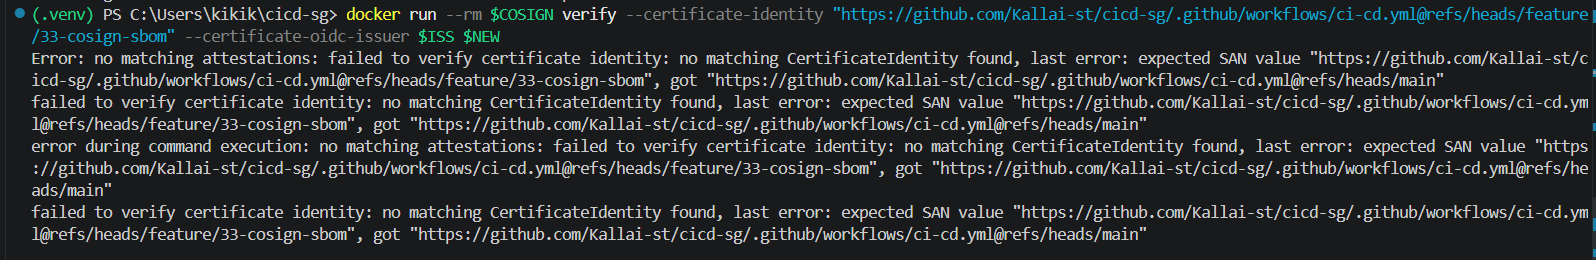 (.venv) PS C:\Users\kikik\cicd-sg> docker run --rm $COSIGN verify --certificate-identity "https://github.com/Kallai-st/cicd-sg/.github/workflows/ci-cd.yml@refs/heads/feature
/33-cosign-sbom" --certificate-oidc-issuer $ISS $NEW
Error: no matching attestations: failed to verify certificate identity: no matching CertificateIdentity found, last error: expected SAN value "https://github.com/Kallai-st/c
icd-sg/.github/workflows/ci-cd.yml@refs/heads/feature/33-cosign-sbom", got "https://github.com/Kallai-st/cicd-sg/.github/workflows/ci-cd.yml@refs/heads/main"
failed to verify certificate identity: no matching CertificateIdentity found, last error: expected SAN value "https://github.com/Kallai-st/cicd-sg/.github/workflows/ci-cd.ym
l@refs/heads/feature/33-cosign-sbom", got "https://github.com/Kallai-st/cicd-sg/.github/workflows/ci-cd.yml@refs/heads/main"
error during command execution: no matching attestations: failed to verify certificate identity: no matching CertificateIdentity found, last error: expected SAN value "https
://github.com/Kallai-st/cicd-sg/.github/workflows/ci-cd.yml@refs/heads/feature/33-cosign-sbom", got "https://github.com/Kallai-st/cicd-sg/.github/workflows/ci-cd.yml@refs/he
ads/main"
failed to verify certificate identity: no matching CertificateIdentity found, last error: expected SAN value "https://github.com/Kallai-st/cicd-sg/.github/workflows/ci-cd.ym
l@refs/heads/feature/33-cosign-sbom", got "https://github.com/Kallai-st/cicd-sg/.github/workflows/ci-cd.yml@refs/heads/main"